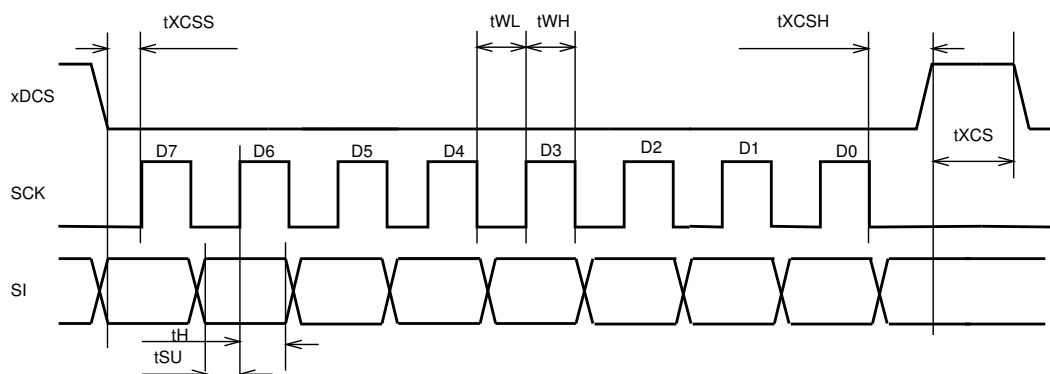 tXCSS
tWL
tWH
tXCSH
xDCS
tXCS
D7
D6
D5
D4
D3
D2
D1
D0
SCK
SI
tH
tSU